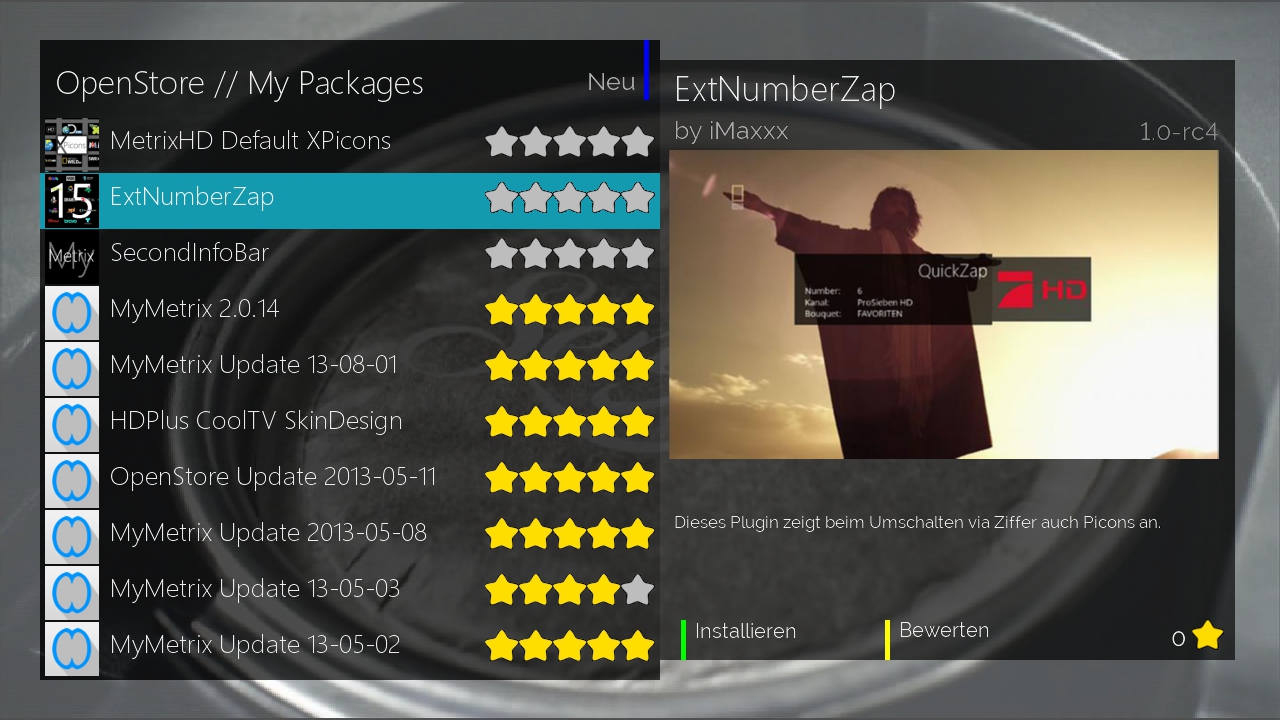 OpenStore // My Packages
Neu
MetrixHD Default XPicons
15
ExtNumberZap
My
Metrix
SecondInfoBar
MyMetrix 2.0.14
MyMetrix Update 13-08-01
HDPlus CoolTV SkinDesign
OpenStore Update 2013-05-11
MyMetrix Update 2013-05-08
MyMetrix Update 13-05-03
MyMetrix Update 13-05-02
ExtNumberZap
by iMaxxx
1.0-rc4
QuickZap
Number: 6
Kanal: ProSieben HD
Bouquet: FAVORITEN
HD
Dieses Plugin zeigt beim Umschalten via Ziffer auch Picons an.
Installieren
Bewerten
0